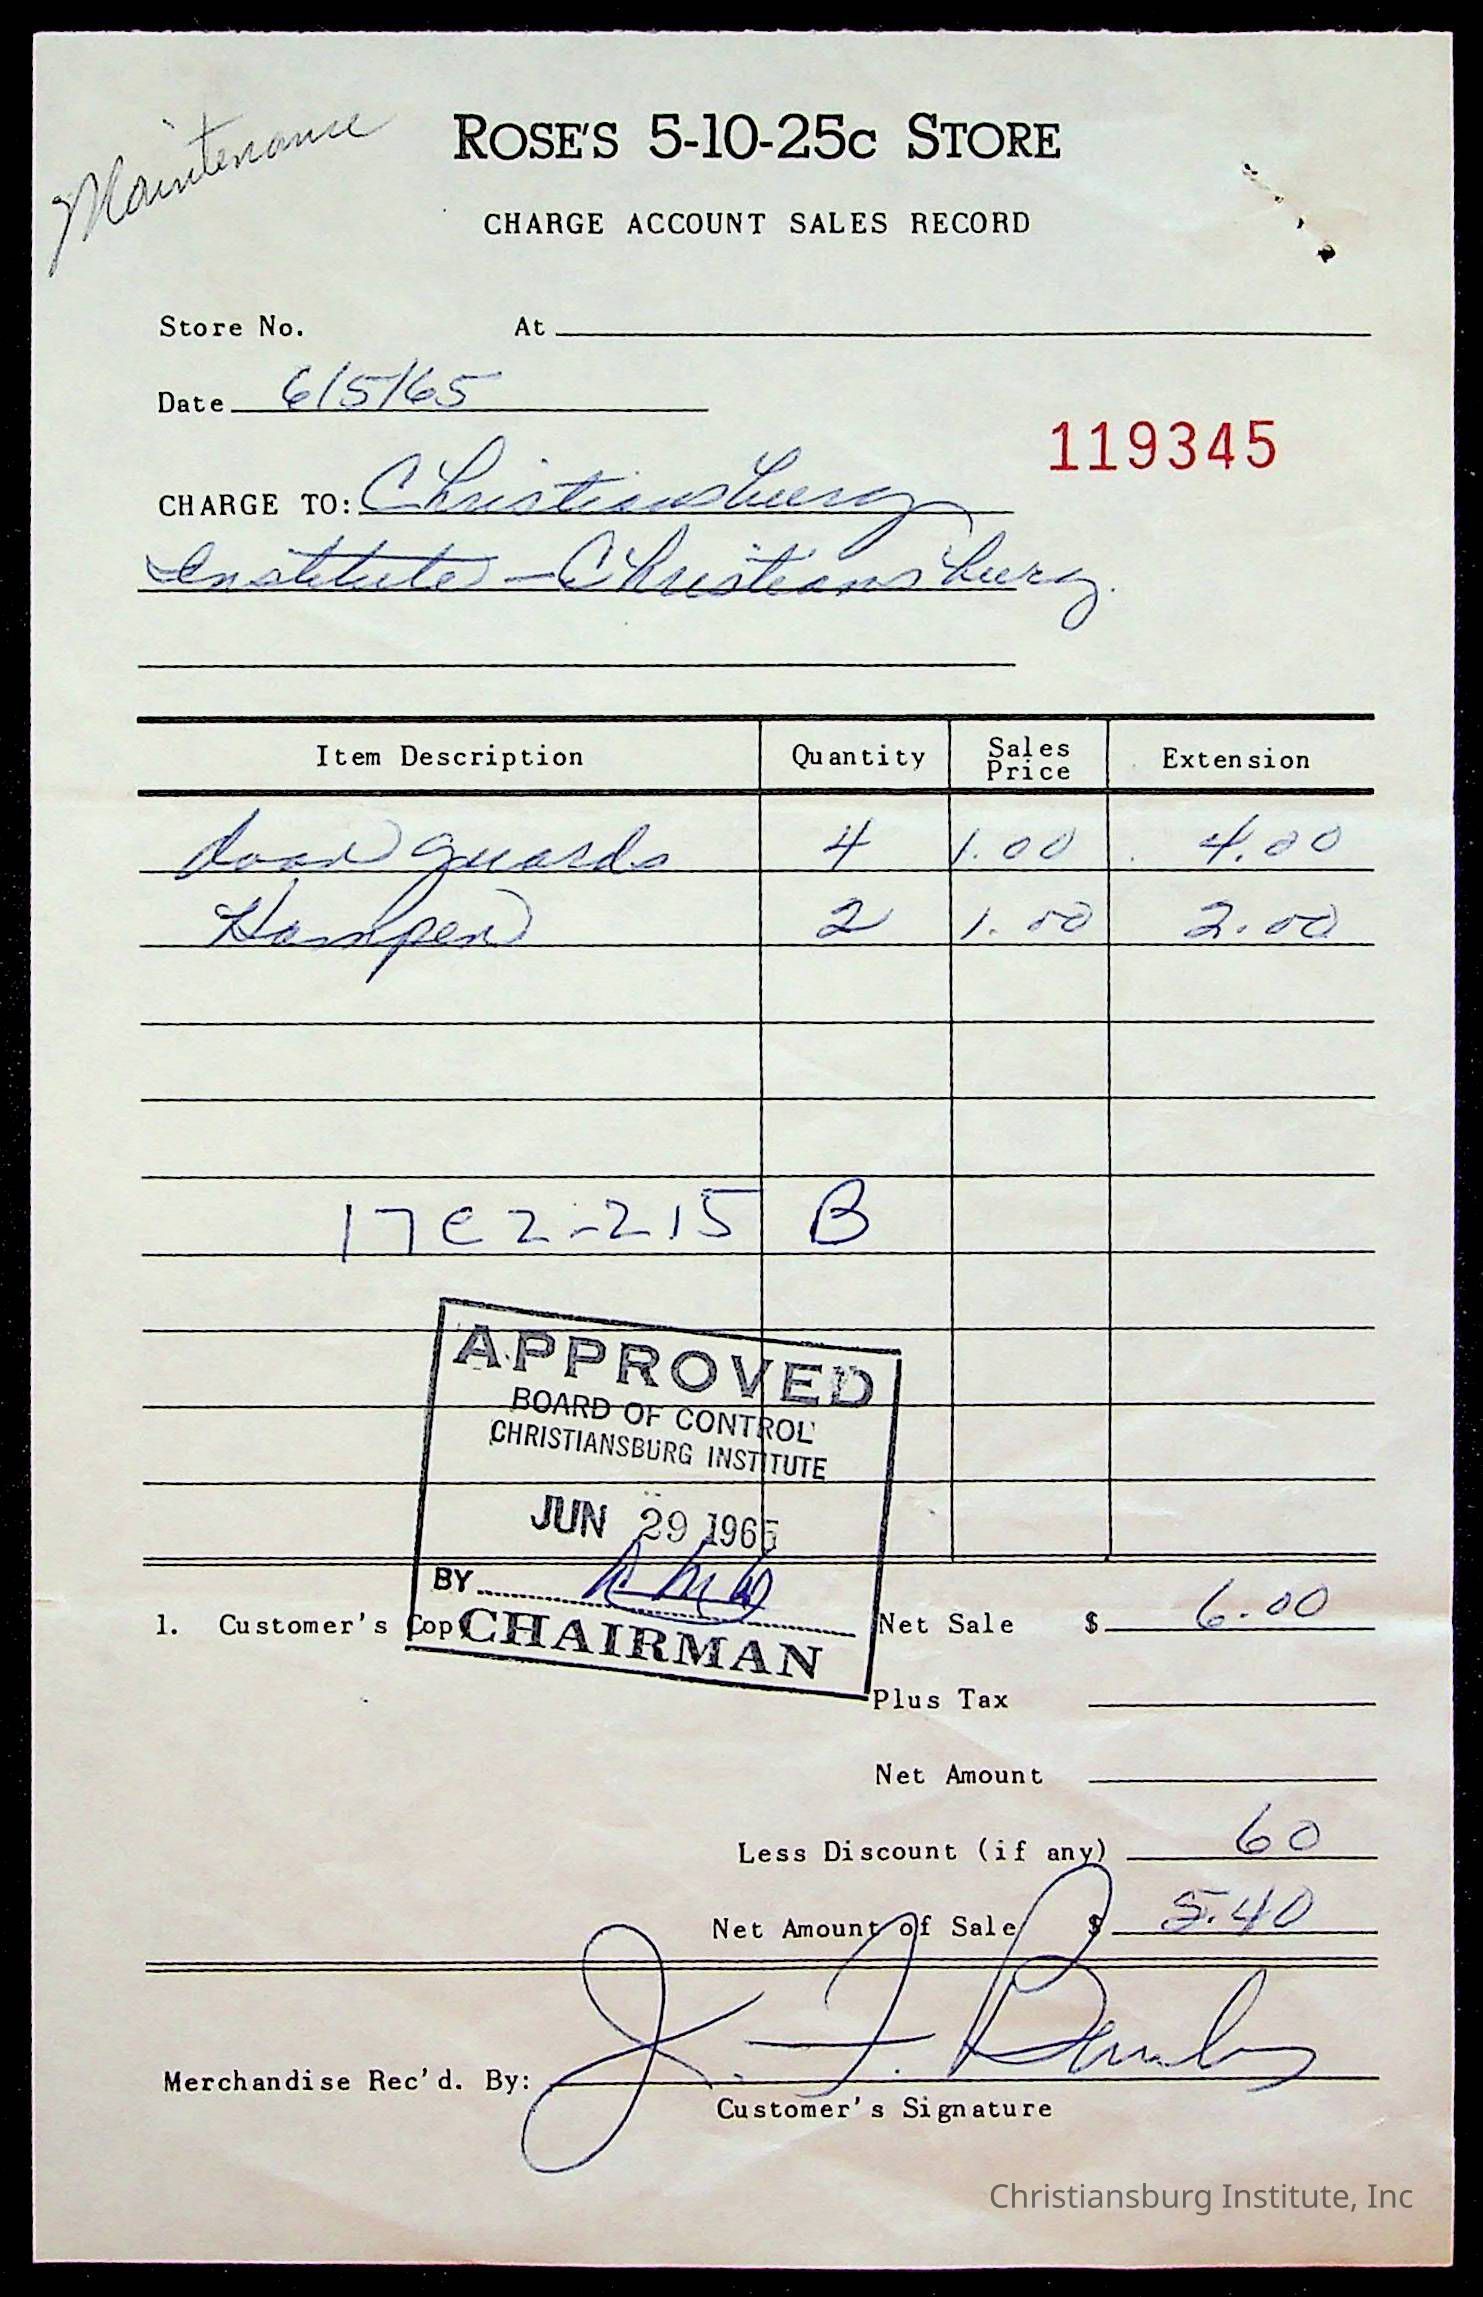 Maintenance
ROSE'S 5-10-25c STORE
CHARGE ACCOUNT SALES RECORD
Store No. At
Date 6/5/65
119345
CHARGE TO: Christiansburg
Institute - Christiansburg.
Item Description Quantity Sales Price Extension
door guards 4 1.00 4.00
Hamper 2 1.00 2.00
17e2-215 B
APPROVED
BOARD OF CONTROL
CHRISTIANSBURG INSTITUTE
JUN 29 1965
BY
CHAIRMAN
1. Customer's Copy Net Sale $ 6.00
Plus Tax
Net Amount
Less Discount (if any) 60
Net Amount of Sale $ 5.40
Merchandise Rec'd. By: J. F.
Customer's Signature
Christiansburg Institute, Inc